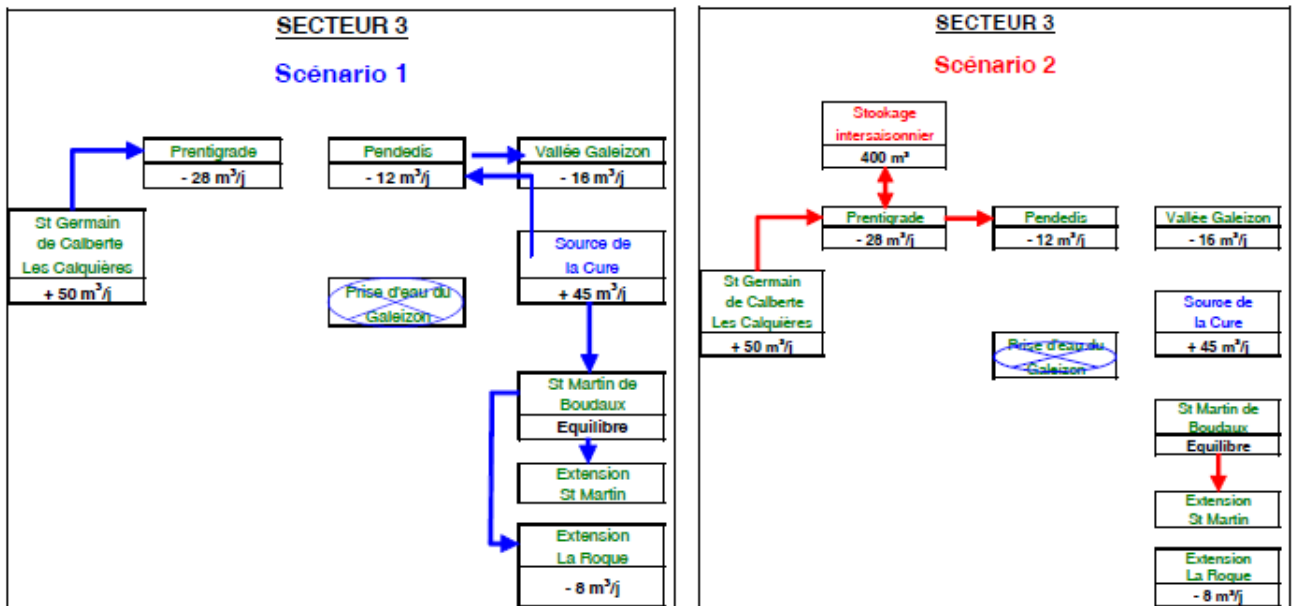 SECTEUR 3
Scénario 1
Prentigrade
- 28 m³/j
Pendedis
- 12 m³/j
Vallée Galeizon
- 16 m³/j
St Germain
de Calberte
Les Calquières
+ 50 m³/j
Source de
la Cure
+ 45 m³/j
Prise d'eau du
Galeizon
St Martin de
Boudaux
Equilibre
Extension
St Martin
Extension
La Roque
- 8 m³/j
SECTEUR 3
Scénario 2
Stockage
intersaisonnier
400 m³
Prentigrade
- 28 m³/j
Pendedis
- 12 m³/j
Vallée Galeizon
- 16 m³/j
St Germain
de Calberte
Les Calquières
+ 50 m³/j
Source de
la Cure
+ 45 m³/j
Prise d'eau du
Galeizon
St Martin de
Boudaux
Equilibre
Extension
St Martin
Extension
La Roque
- 8 m³/j